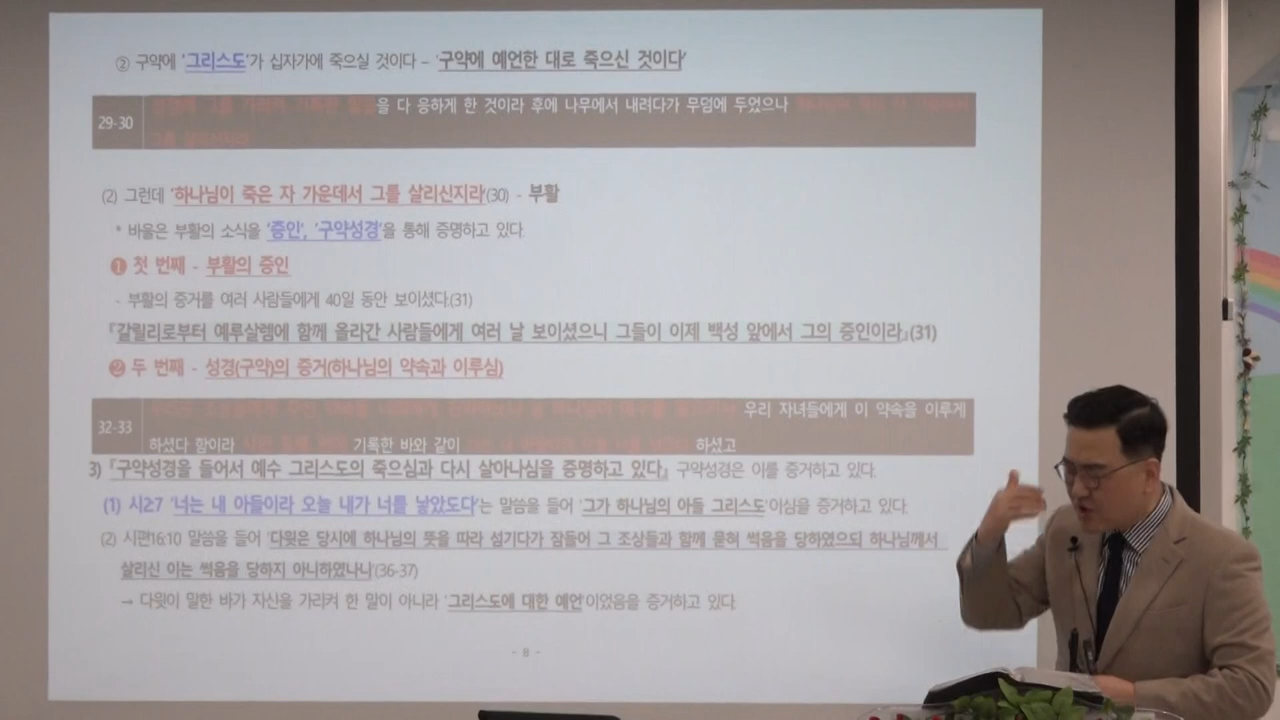 ② 구약에 '그리스도'가 십자가에 죽으실 것이다 – '구약에 예언한 대로 죽으신 것이다'
29-30
을 다 응하게 한 것이라 후에 나무에서 내려다가 무덤에 두었으나
(2) 그런데 '하나님이 죽은 자 가운데서 그를 살리신지라'(30) - 부활
* 바울은 부활의 소식을 '증인', '구약성경'을 통해 증명하고 있다.
❶ 첫 번째 - 부활의 증인
- 부활의 증거를 여러 사람들에게 40일 동안 보이셨다.(31)
『갈릴리로부터 예루살렘에 함께 올라간 사람들에게 여러 날 보이셨으니 그들이 이제 백성 앞에서 그의 증인이라』(31)
❷ 두 번째 - 성경(구약)의 증거(하나님의 약속과 이루심)
32-33
우리 자녀들에게 이 약속을 이루게
하셨다 함이라 기록한 바와 같이 하셨고
3) 『구약성경을 들어서 예수 그리스도의 죽으심과 다시 살아나심을 증명하고 있다』 구약성경은 이를 증거하고 있다.
(1) 시2:7 '너는 내 아들이라 오늘 내가 너를 낳았도다'는 말씀을 들어 '그가 하나님의 아들 그리스도'이심을 증거하고 있다.
(2) 시편16:10 말씀을 들어 '다윗은 당시에 하나님의 뜻을 따라 섬기다가 잠들어 그 조상들과 함께 묻혀 썩음을 당하였으되 하나님께서
살리신 이는 썩음을 당하지 아니하였나니'(36-37)
→ 다윗이 말한 바가 자신을 가리켜 한 말이 아니라 '그리스도에 대한 예언'이었음을 증거하고 있다.
- 8 -